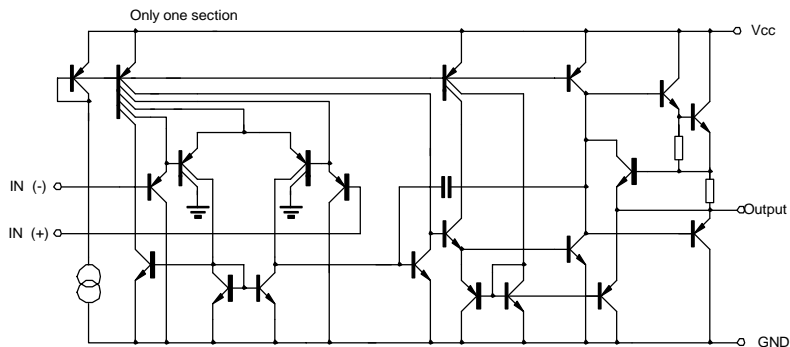 Only one section
Vcc
IN (-)
Output
IN (+)
GND